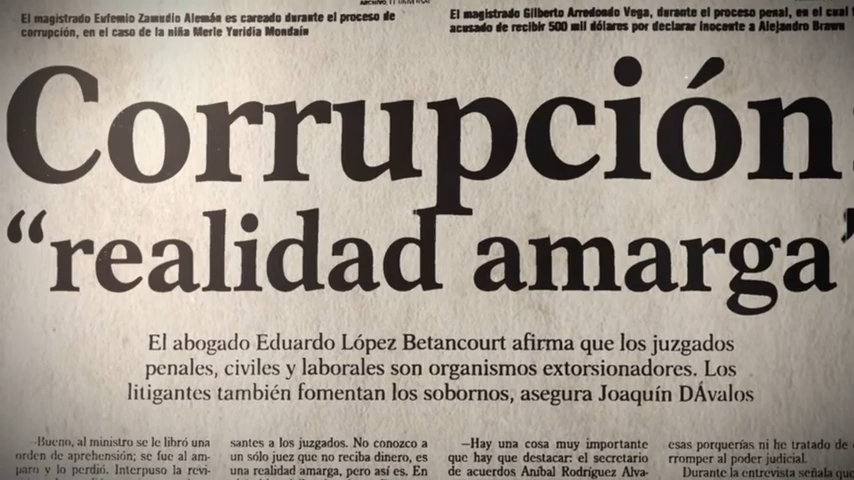 El magistrado Eufemio Zamudio Alemán es careado durante el proceso de
corrupción, en el caso de la niña Merle Yuridia Mondain
El magistrado Gilberto Arredondo Vega, durante el proceso penal, en el cual
acusado de recibir 500 mil dólares por declarar inocente a Alejandro Braun
Corrupción:
“realidad amarga”
El abogado Eduardo López Betancourt afirma que los juzgados
penales, civiles y laborales son organismos extorsionadores. Los
litigantes también fomentan los sobornos, asegura Joaquín DÁvalos
—Bueno, al ministro se le libró una
orden de aprehensión; se fue al am-
paro y lo perdió. Interpuso la revi-
santes a los juzgados. No conozco a
un sólo juez que no reciba dinero, es
una realidad amarga, pero así es. En
—Hay una cosa muy importante
que hay que destacar: el secretario
de acuerdos Aníbal Rodríguez Alva-
esas porquerías ni he tratado de
rromper al poder judicial.
Durante la entrevista señala que